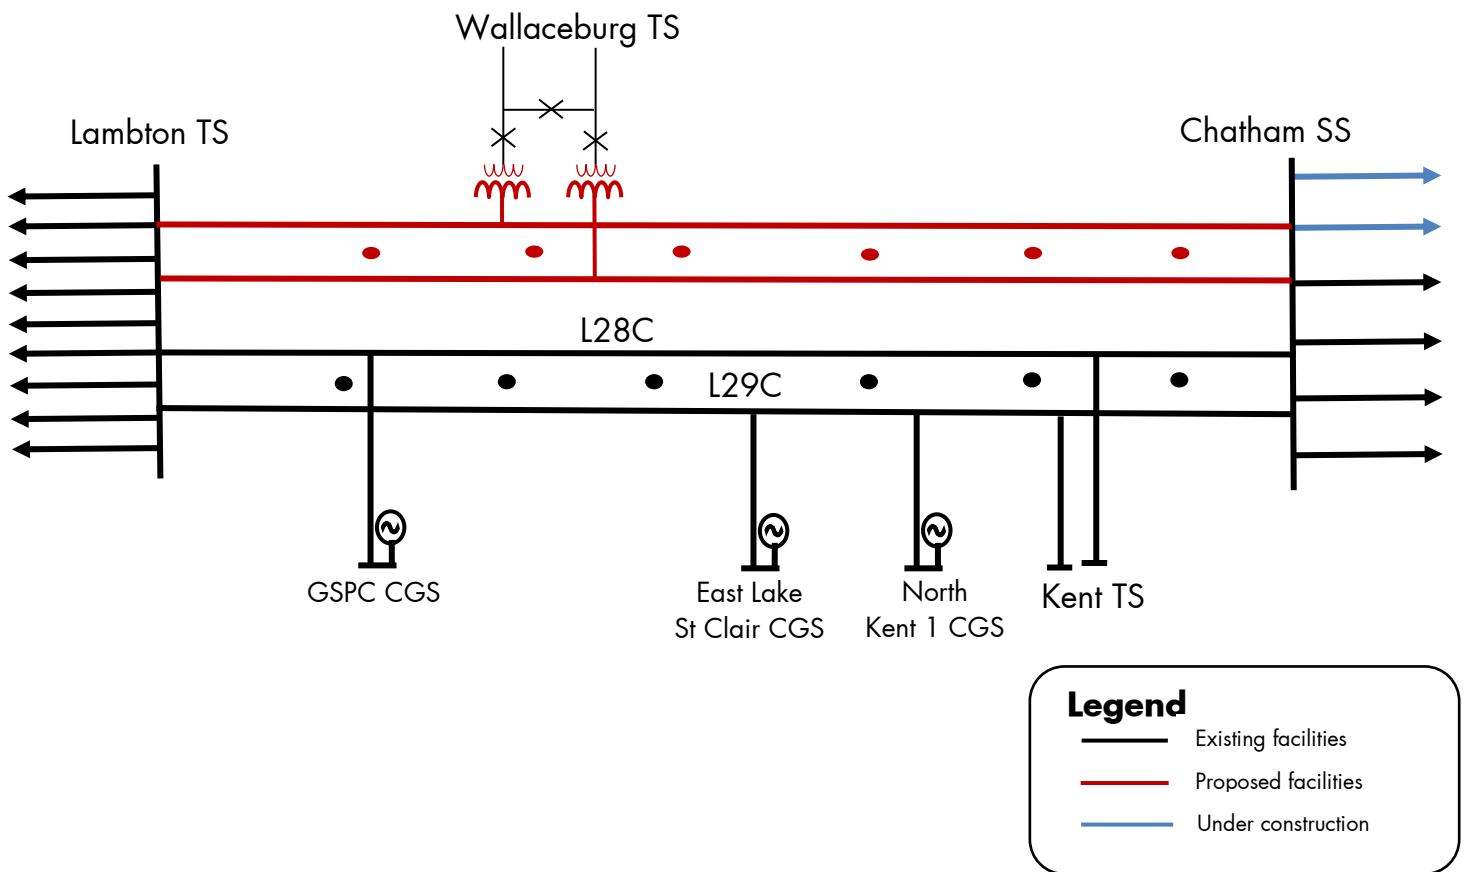 Wallaceburg TS
Lambton TS
Chatham SS
L28C
L29C
GSPC CGS
East Lake
St Clair CGS
North
Kent 1 CGS
Kent TS
Legend
Existing facilities
Proposed facilities
Under construction